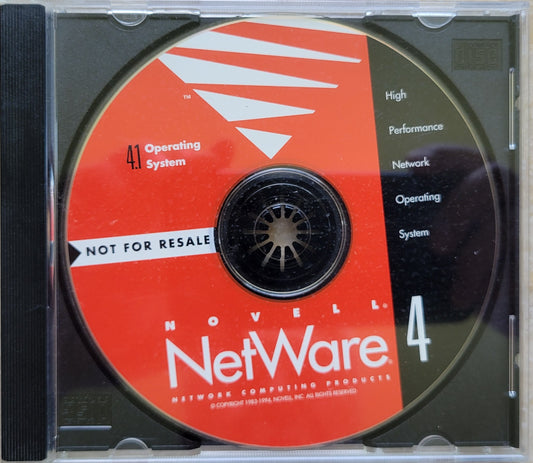 ™
4.1 Operating
System
High
Performance
Network
Operating
System
NOT FOR RESALE
NOVELL®
NetWare® 4
NETWORK COMPUTING PRODUCTS
© COPYRIGHT 1983-1994, NOVELL, INC. ALL RIGHTS RESERVED